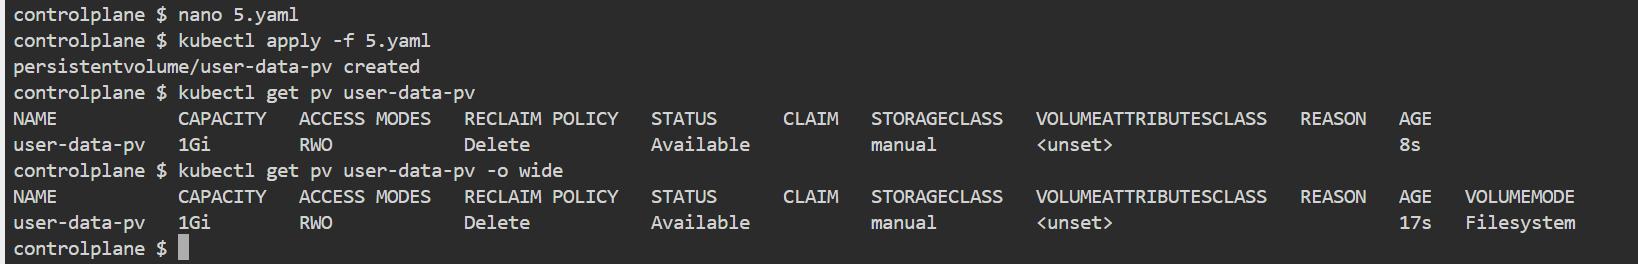 controlplane $ nano 5.yaml
controlplane $ kubectl apply -f 5.yaml
persistentvolume/user-data-pv created
controlplane $ kubectl get pv user-data-pv
NAME           CAPACITY   ACCESS MODES   RECLAIM POLICY   STATUS      CLAIM   STORAGECLASS   VOLUMEATTRIBUTESCLASS   REASON   AGE
user-data-pv   1Gi        RWO            Delete           Available           manual         <unset>                          8s
controlplane $ kubectl get pv user-data-pv -o wide
NAME           CAPACITY   ACCESS MODES   RECLAIM POLICY   STATUS      CLAIM   STORAGECLASS   VOLUMEATTRIBUTESCLASS   REASON   AGE   VOLUMEMODE
user-data-pv   1Gi        RWO            Delete           Available           manual         <unset>                          17s   Filesystem
controlplane $